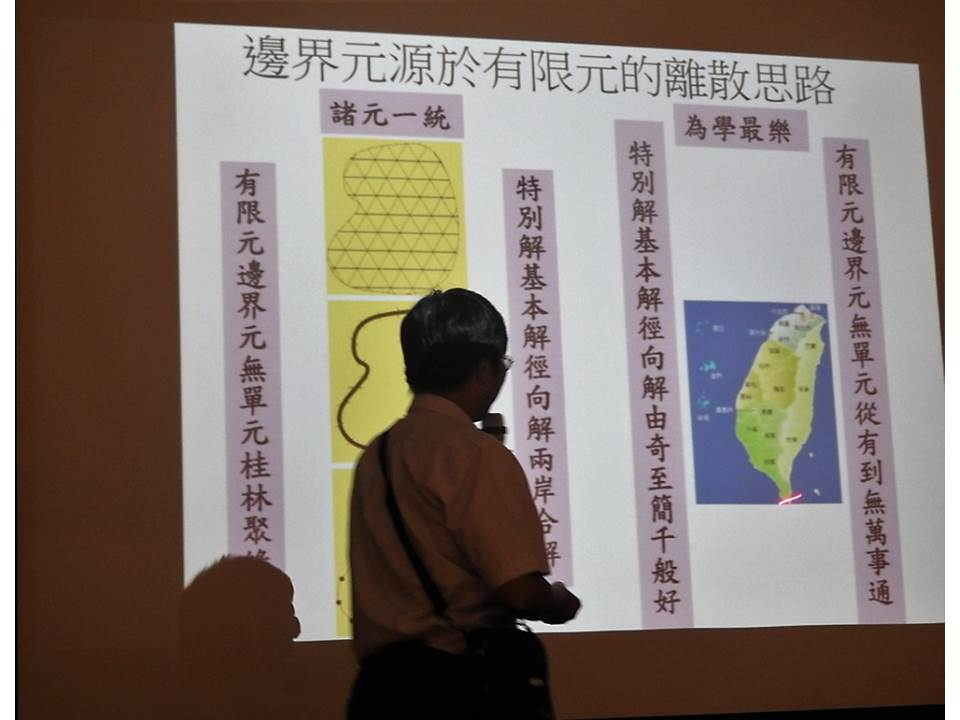 邊界元源於有限元的離散思路
諸元一統
有限元邊界元無單元桂林聚
特別解基本解徑向解兩岸合解
為學最樂
特別解基本解徑向解由奇至簡千般好
有限元邊界元無單元從有到無萬事通